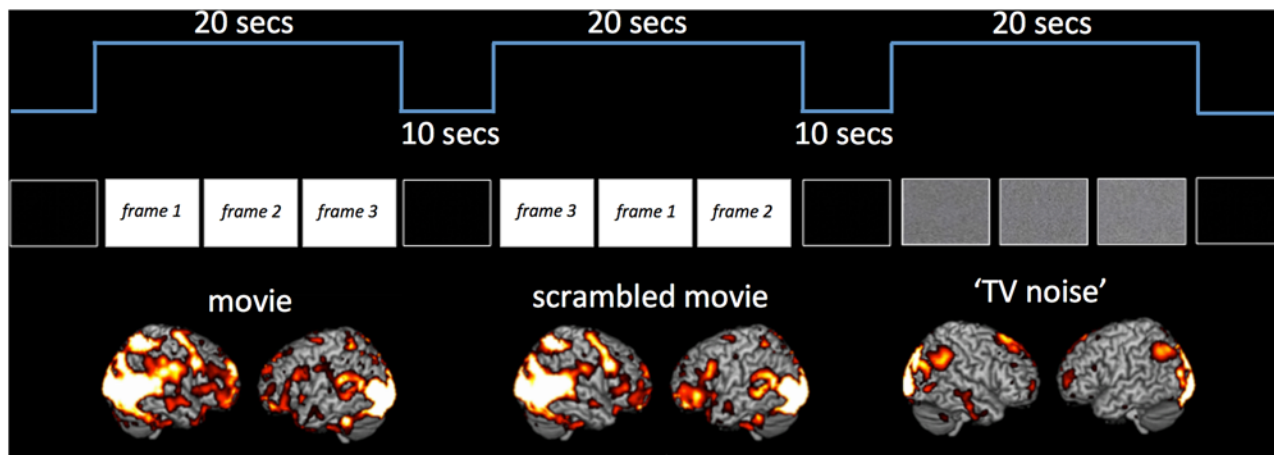 20 secs 20 secs 20 secs
10 secs 10 secs
frame 1 frame 2 frame 3 frame 3 frame 1 frame 2
movie scrambled movie ‘TV noise’